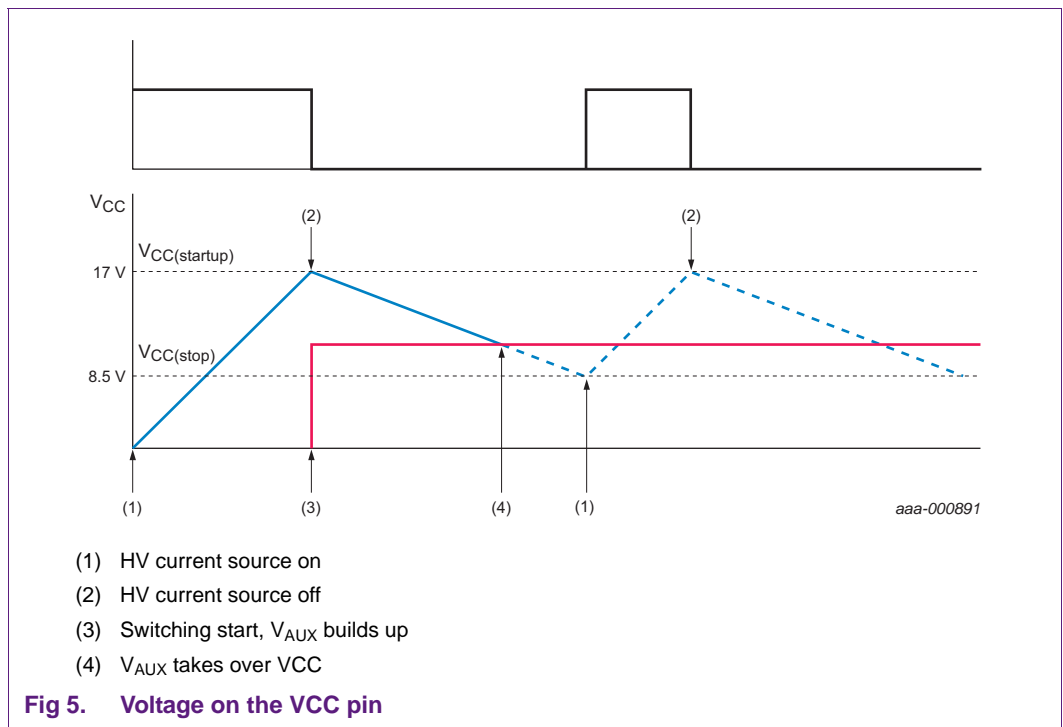 VCC
(2)
(2)
VCC(startup)
17 V
VCC(stop)
8.5 V
(1)
(3)
(4)
(1)
aaa-000891
(1) HV current source on
(2) HV current source off
(3) Switching start, VAUX builds up
(4) VAUX takes over VCC
Fig 5. Voltage on the VCC pin